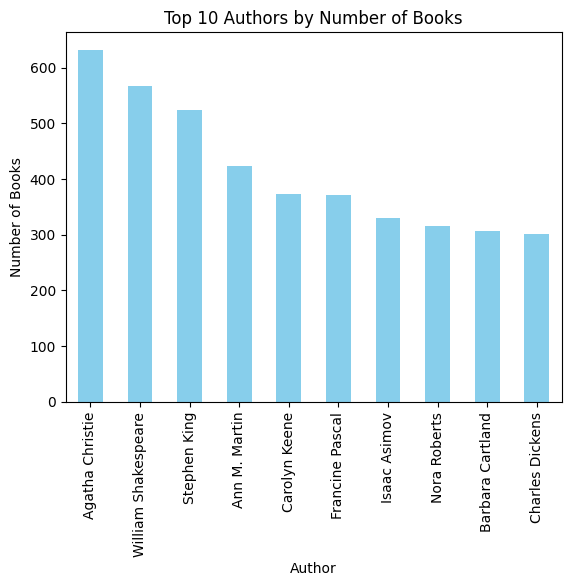 Top 10 Authors by Number of Books
Number of Books
600
500
400
300
200
100
0
Agatha Christie
William Shakespeare
Stephen King
Ann M. Martin
Carolyn Keene
Francine Pascal
Isaac Asimov
Nora Roberts
Barbara Cartland
Charles Dickens
Author